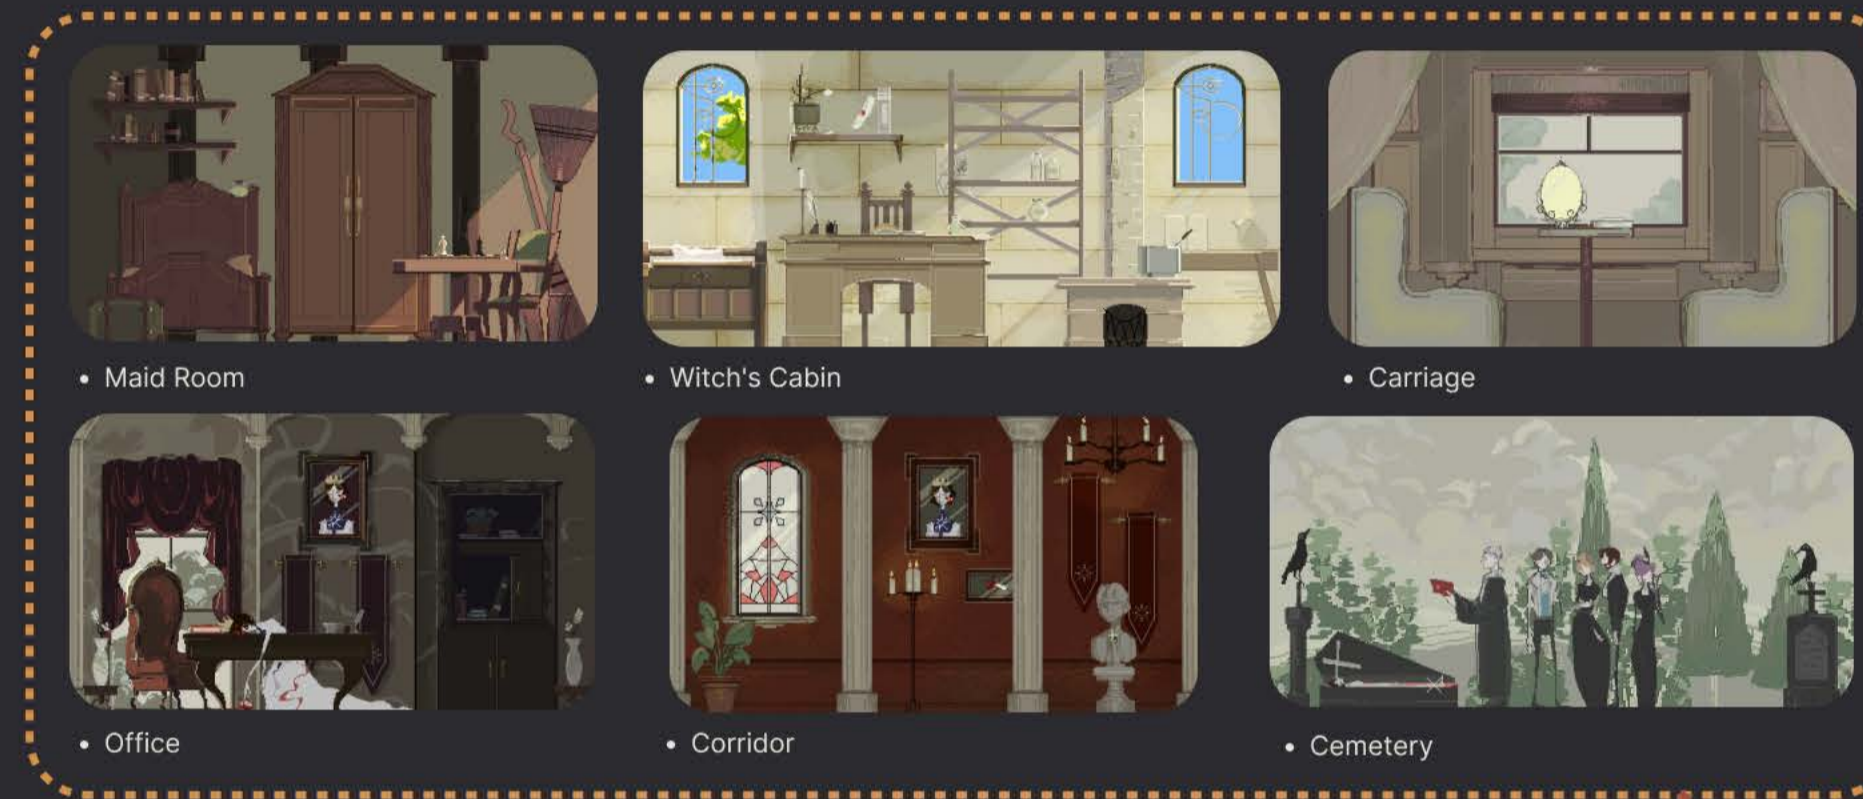 • Maid Room
• Witch's Cabin
• Carriage
• Office
• Corridor
• Cemetery